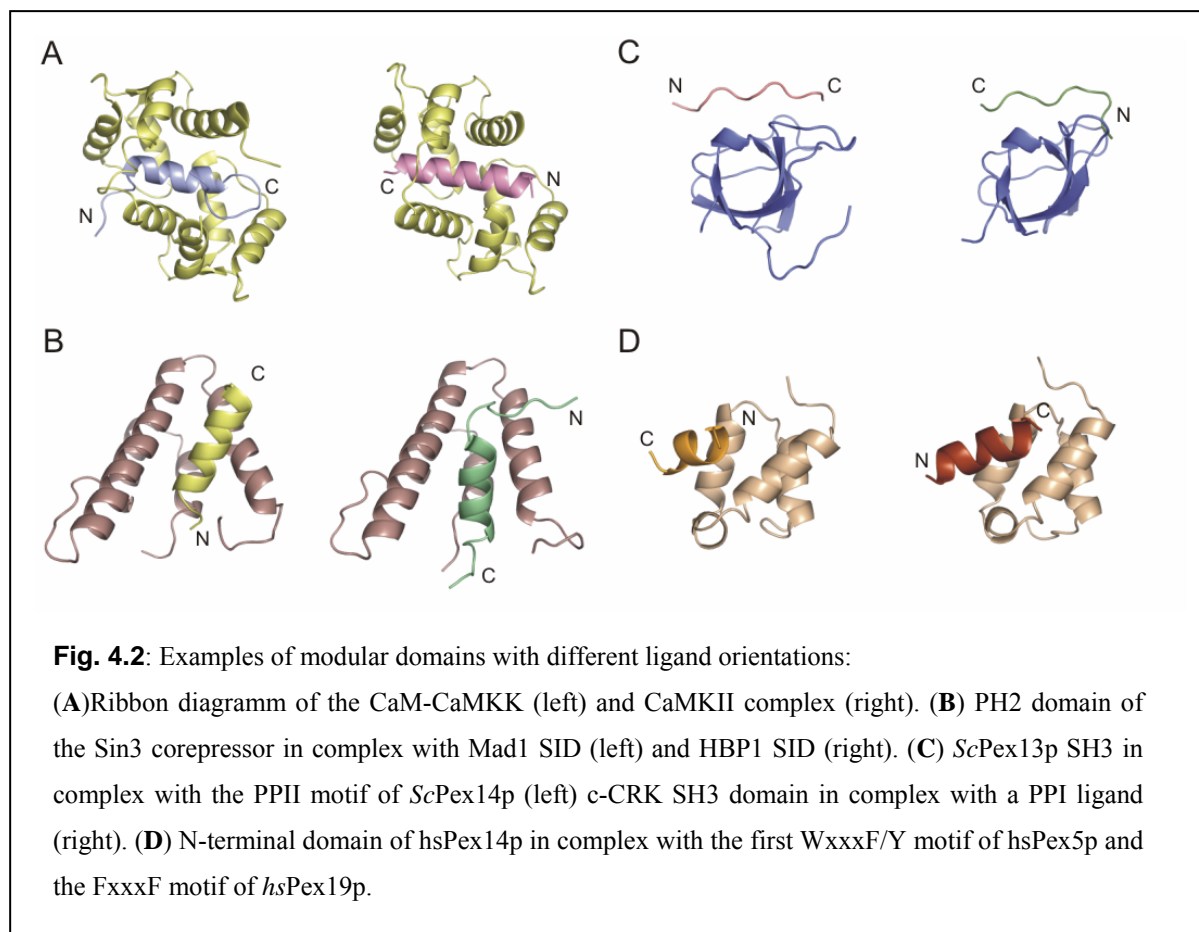 A
C
N
C
C
N
N
C
C
N
B
D
C
N
N
C
C
N
N
C
Fig. 4.2: Examples of modular domains with different ligand orientations:
(A)Ribbon diagramm of the CaM-CaMKK (left) and CaMKII complex (right). (B) PH2 domain of
the Sin3 corepressor in complex with Mad1 SID (left) and HBP1 SID (right). (C) ScPex13p SH3 in
complex with the PPII motif of ScPex14p (left) c-CRK SH3 domain in complex with a PPI ligand
(right). (D) N-terminal domain of hsPex14p in complex with the first WxxxF/Y motif of hsPex5p and
the FxxxF motif of hsPex19p.